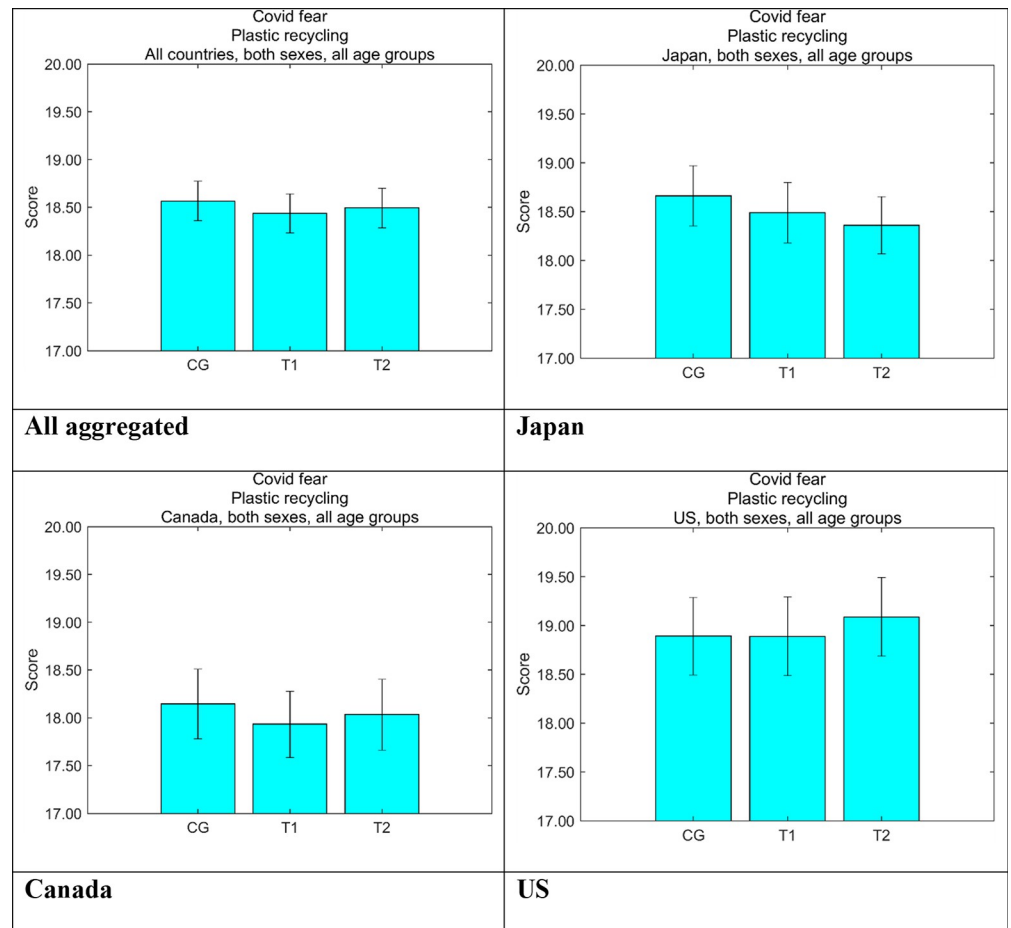 Covid fear
Plastic recycling
All countries, both sexes, all age groups
20.00
19.50
19.00
18.50
18.00
17.50
17.00
Score
CG T1 T2
All aggregated
Covid fear
Plastic recycling
Japan, both sexes, all age groups
20.00
19.50
19.00
18.50
18.00
17.50
17.00
Score
CG T1 T2
Japan
Covid fear
Plastic recycling
Canada, both sexes, all age groups
20.00
19.50
19.00
18.50
18.00
17.50
17.00
Score
CG T1 T2
Canada
Covid fear
Plastic recycling
US, both sexes, all age groups
20.00
19.50
19.00
18.50
18.00
17.50
17.00
Score
CG T1 T2
US